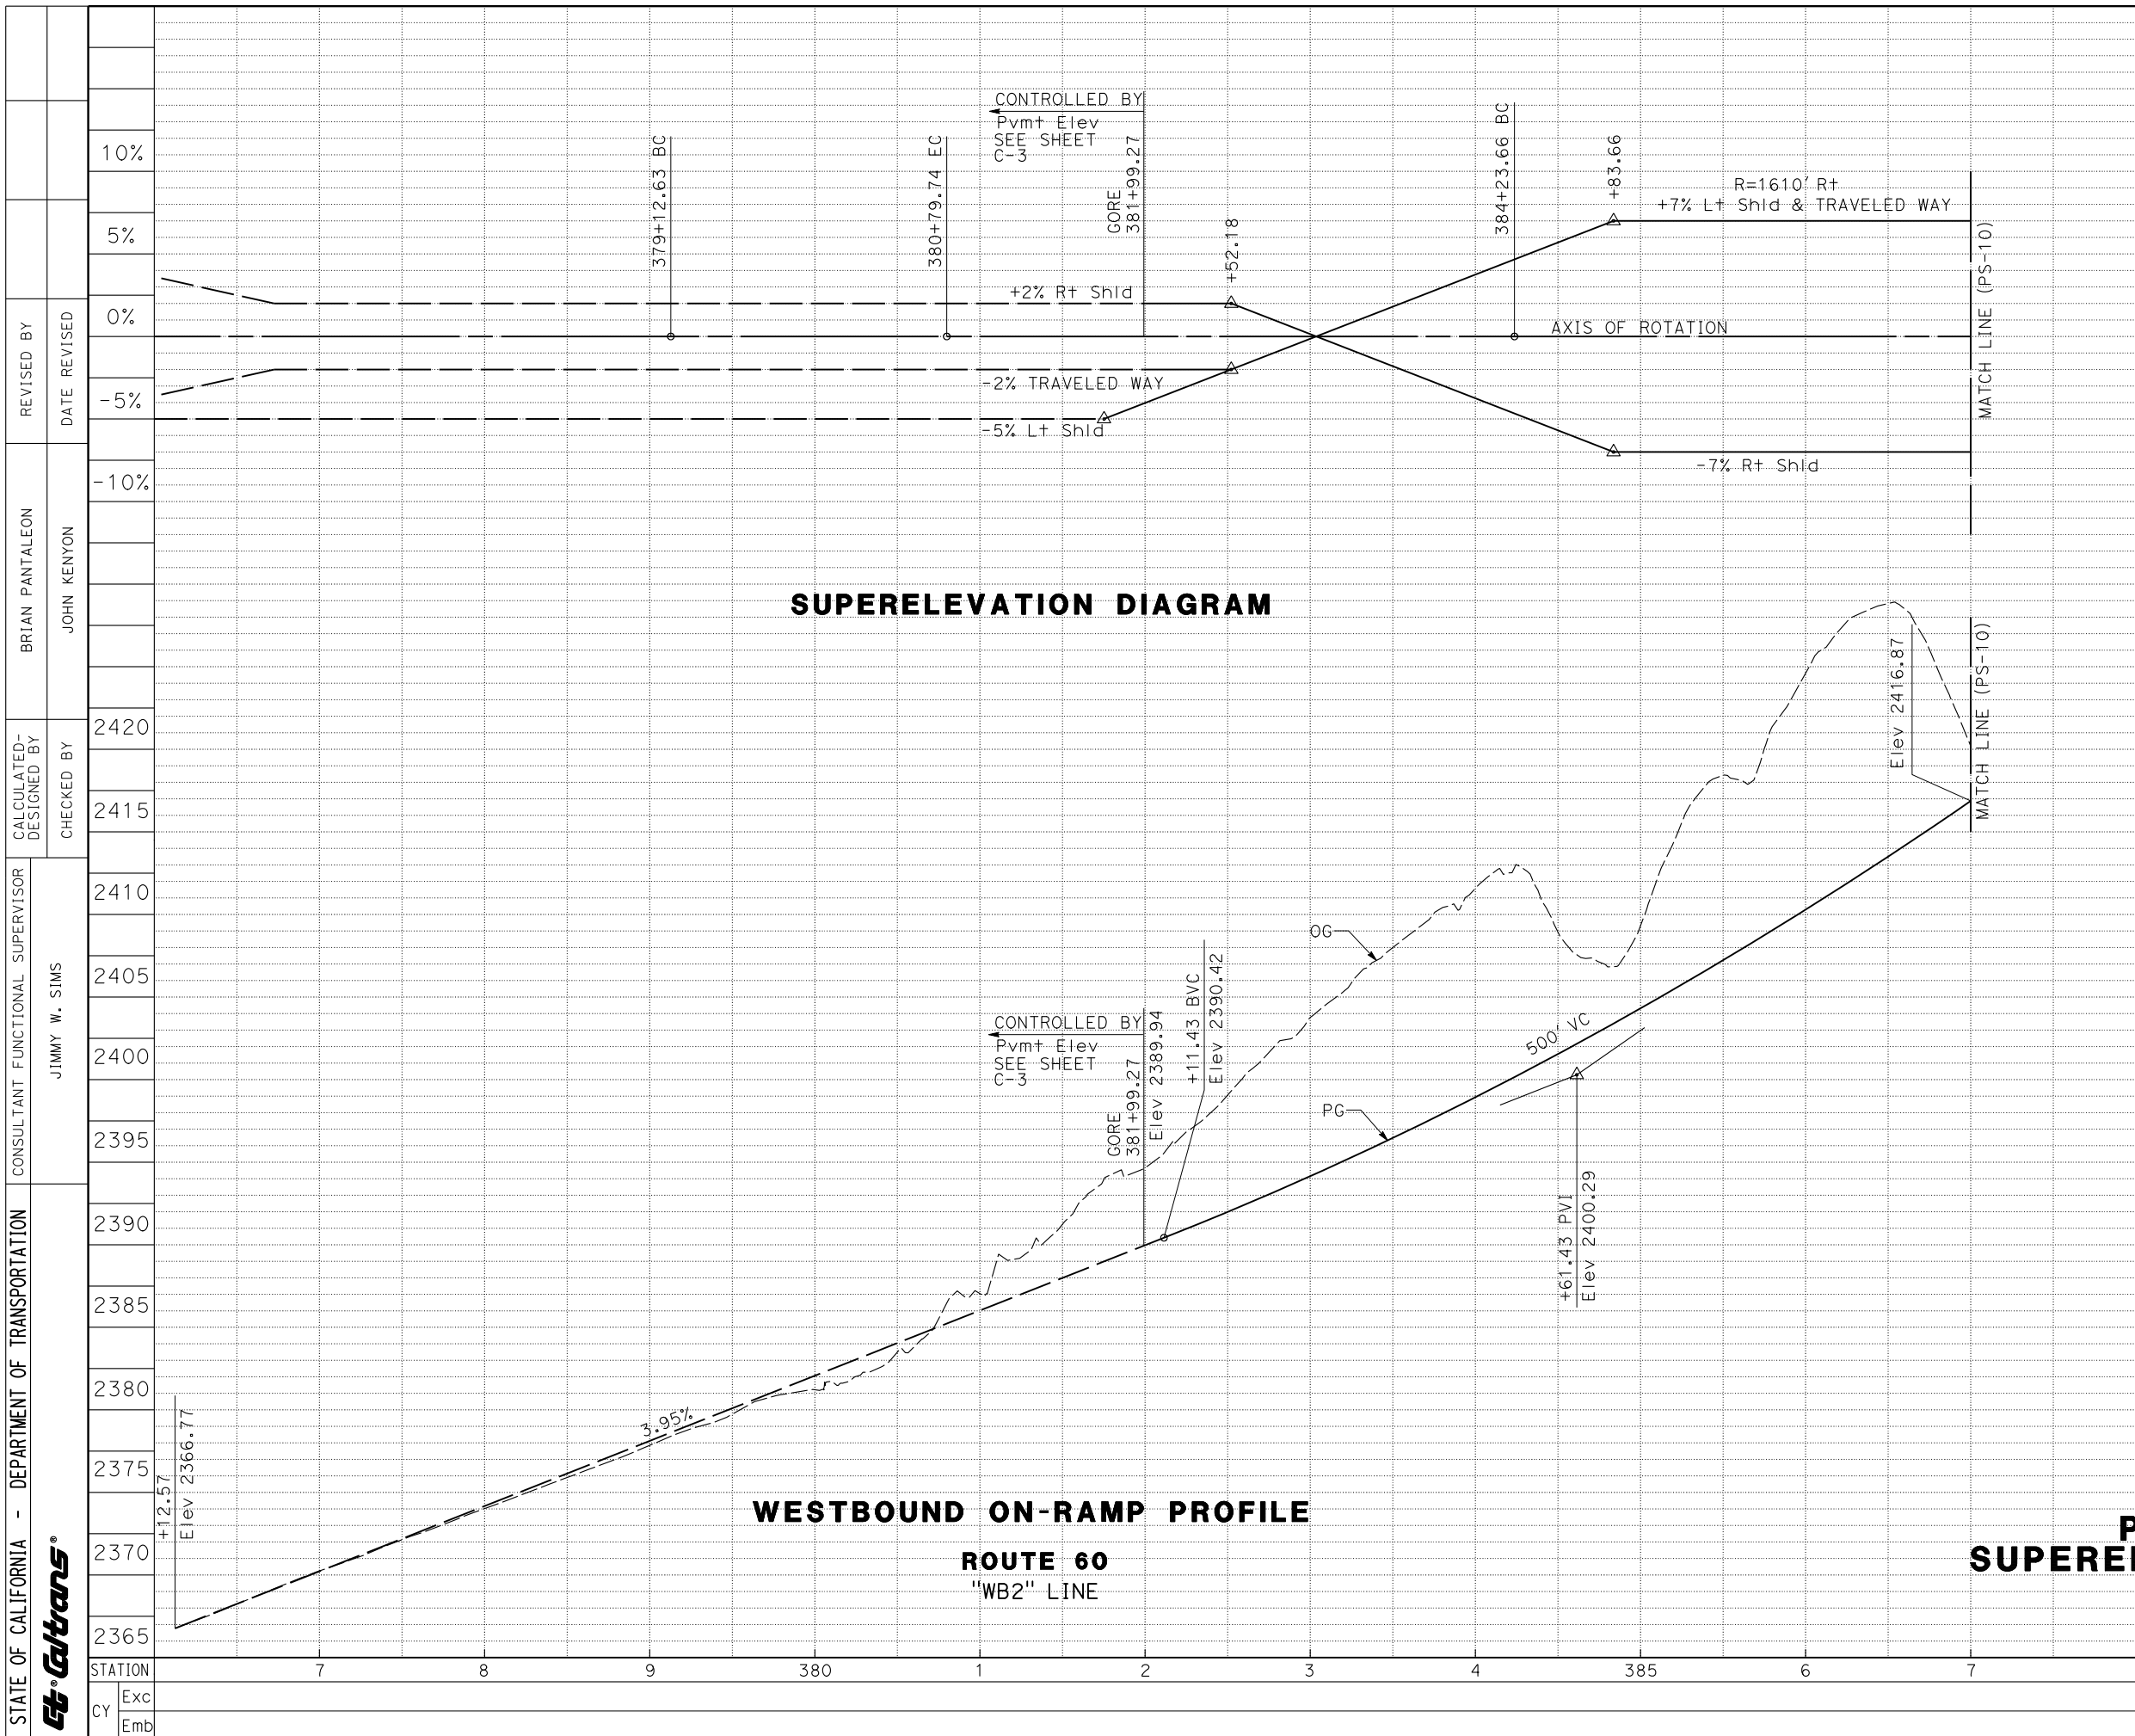 CONTROLLED BY
Pvmt Elev
SEE SHEET
C-3
379+12.63 BC
380+79.74 EC
GORE
381+99.27
+52.18
384+23.66 BC
+83.66
R=1610' Rt
+7% Lt Shld & TRAVELED WAY
MATCH LINE (PS-10)
10%
5%
0%
-5%
-10%
+2% Rt Shld
AXIS OF ROTATION
-2% TRAVELED WAY
-5% Lt Shld
-7% Rt Shld
SUPERELEVATION DIAGRAM
2420
2415
2410
2405
2400
2395
2390
2385
2380
2375
2370
2365
Elev 2416.87
MATCH LINE (PS-10)
OG
CONTROLLED BY
Pvmt Elev
SEE SHEET
C-3
GORE
381+99.27
Elev 2389.94
+11.43 BVC
Elev 2390.42
500' VC
PG
+61.43 PVI
Elev 2400.29
3.95%
+12.57
Elev 2366.77
WESTBOUND ON-RAMP PROFILE
ROUTE 60
"WB2" LINE
P
SUPEREL
STATION
7 8 9 380 1 2 3 4 385 6 7
CY
Exc
Emb
REVISED BY
DATE REVISED
BRIAN PANTALEON
JOHN KENYON
CALCULATED-
DESIGNED BY
CHECKED BY
CONSULTANT FUNCTIONAL SUPERVISOR
JIMMY W. SIMS
STATE OF CALIFORNIA - DEPARTMENT OF TRANSPORTATION
Caltrans®